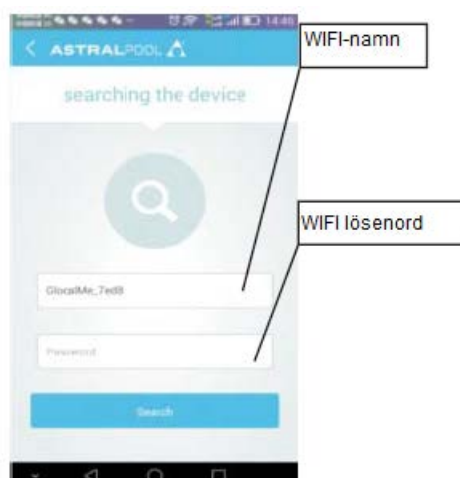 14:46
WIFI-namn
ASTRALPOOL
searching the device
WIFI lösenord
GlocalMe_7ed8
Password
Search